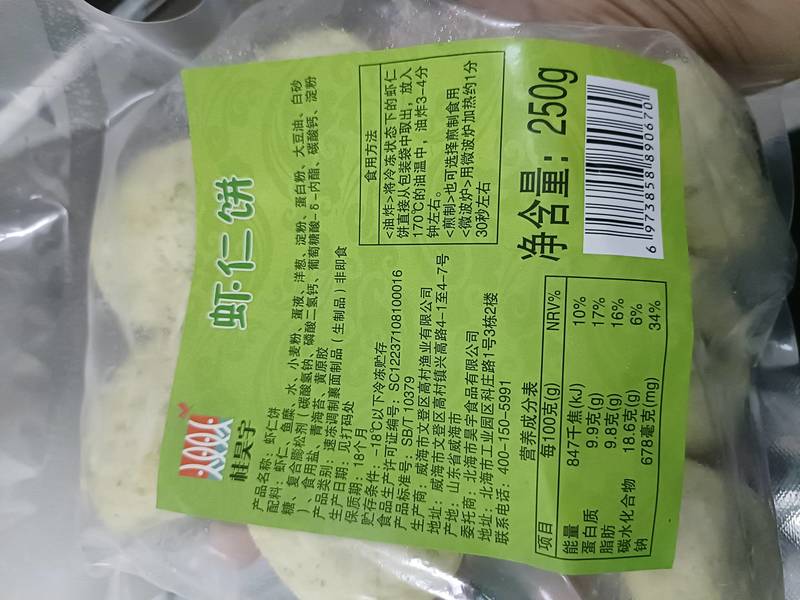 桂昊宇
虾仁饼
产品名称：虾仁饼
配料：虾仁、鱼糜、水、小麦粉、蛋液、洋葱、淀粉、蛋白粉、大豆油、白砂
糖、复合膨松剂（碳酸氢钠、磷酸二氢钙、葡萄糖酸-δ-内酯、碳酸钙、淀粉
）、食用盐、青海苔、黄原胶
产品类别：速冻调制裹面制品（生制品）非即食
生产日期：见打码处
保质期：18个月
贮存条件：-18℃以下冷冻贮存
食品生产许可证编号：SC12237108100016
产品标准号：SB/T 10379
生产商：威海市文登区高村渔业有限公司
地址：威海市文登区高村镇兴高路4-1至4-7号
产地：山东省威海市
委托商：北海市昊宇食品有限公司
地址：北海市工业园区科庄路1号3栋2楼
联系电话：400-150-5991
食用方法
<油炸>将冷冻状态下的虾仁
饼直接从包装袋中取出，放入
170℃的油温中，油炸3-4分
钟左右。
<煎制>也可选择煎制食用
<微波炉>用微波炉加热约1分
30秒左右
净含量：250g
营养成分表
项目 每100克(g) NRV%
能量 847千焦(kJ) 10%
蛋白质 9.9克(g) 17%
脂肪 9.8克(g) 16%
碳水化合物 18.6克(g) 6%
钠 678毫克(mg) 34%
6 973858 890670